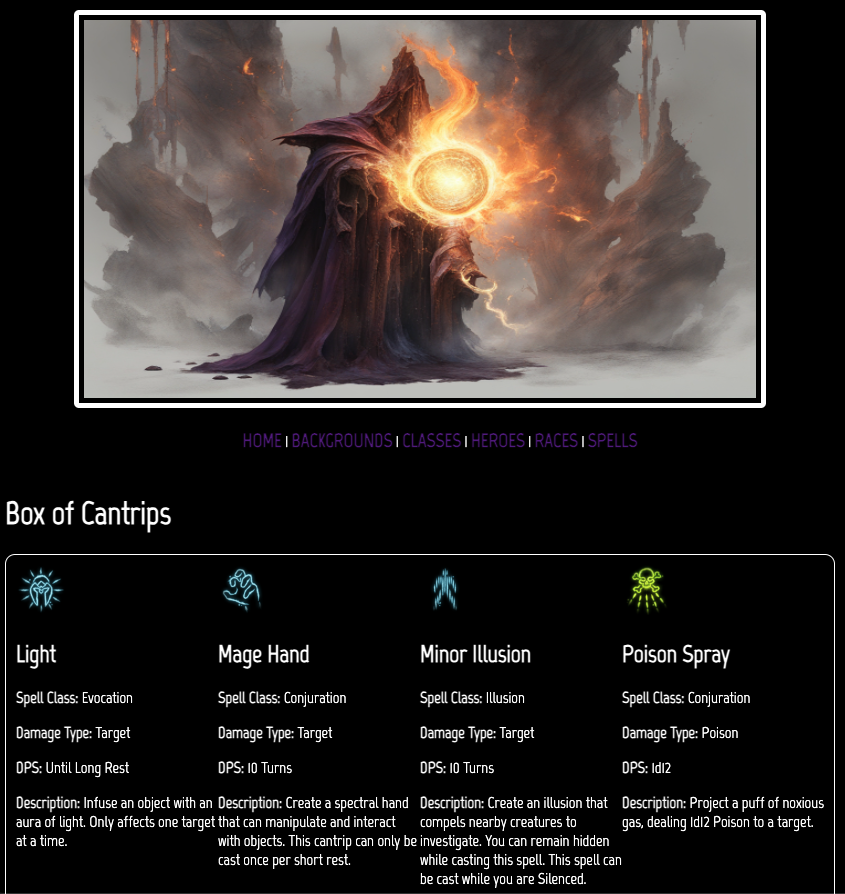 HOME | BACKGROUNDS | CLASSES | HEROES | RACES | SPELLS
Box of Cantrips
Light
Spell Class: Evocation
Damage Type: Target
DPS: Until Long Rest
Description: Infuse an object with an
aura of light. Only affects one target
at a time.
Mage Hand
Spell Class: Conjuration
Damage Type: Target
DPS: 10 Turns
Description: Create a spectral hand
that can manipulate and interact
with objects. This cantrip can only be
cast once per short rest.
Minor Illusion
Spell Class: Illusion
Damage Type: Target
DPS: 10 Turns
Description: Create an illusion that
compels nearby creatures to
investigate. You can remain hidden
while casting this spell. This spell can
be cast while you are Silenced.
Poison Spray
Spell Class: Conjuration
Damage Type: Poison
DPS: 1d12
Description: Project a puff of noxious
gas, dealing 1d12 Poison to a target.